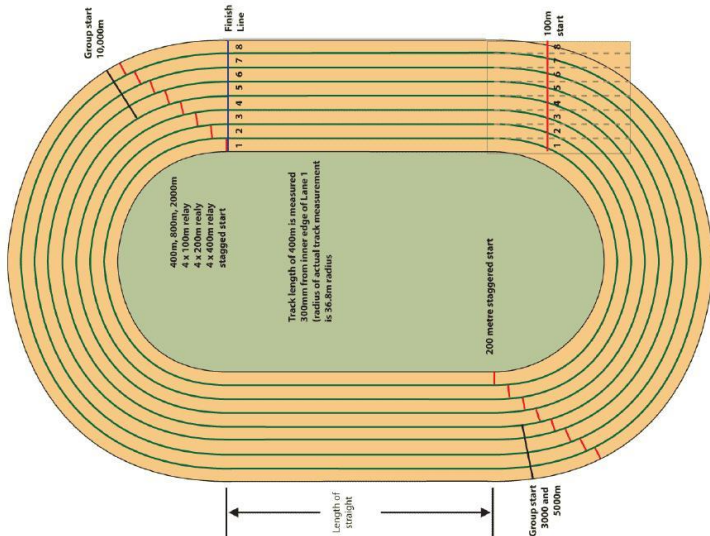 Group start
10,000m
400m, 800m, 2000m
4 x 100m relay
4 x 200m realy
4 x 400m relay
stagged start
Finish
Line
1 2 3 4 5 6 7 8
Track length of 400m is measured
300mm from inner edge of Lane 1
(radius of actual track measurement
is 36.8m radius
Length of
straight
200 metre staggered start
Group start
3000 and
5000m
100m
start
1 2 3 4 5 6 7 8